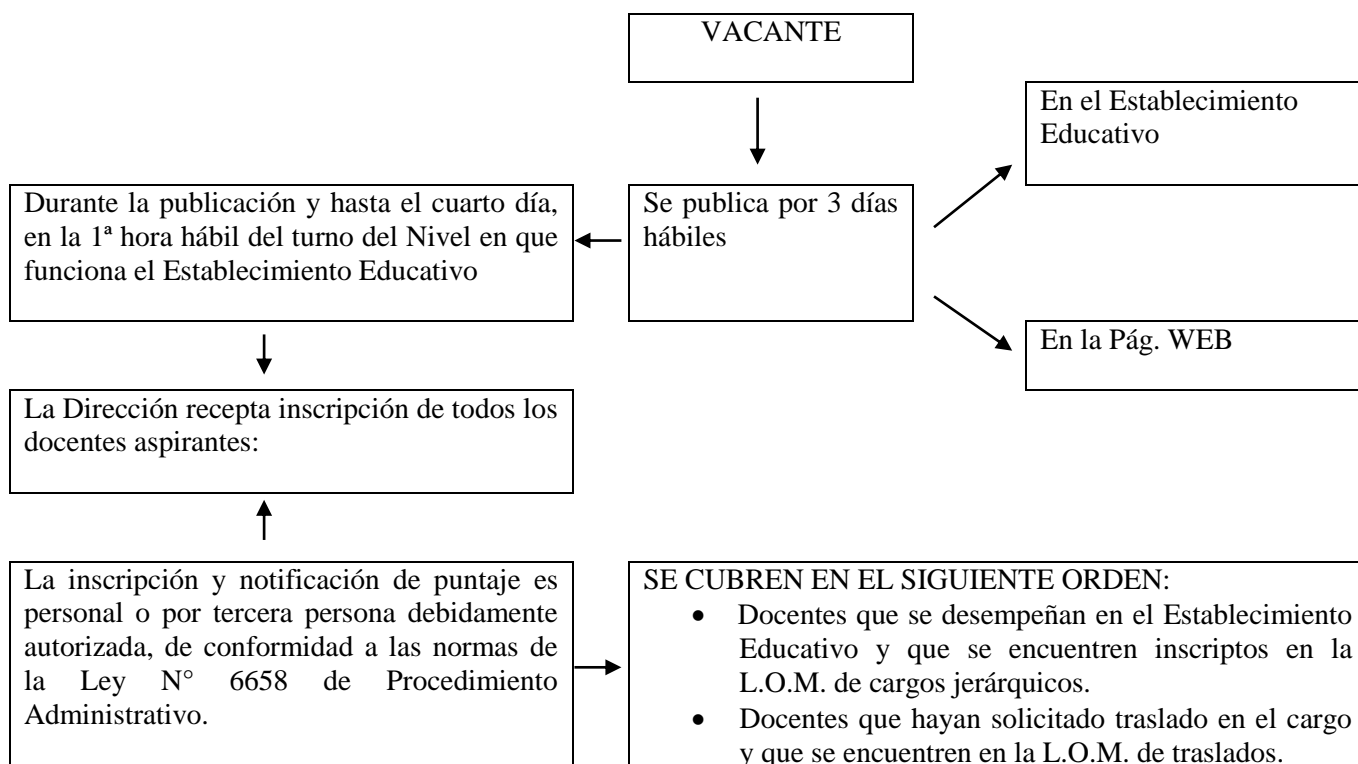 VACANTE
En el Establecimiento
Educativo
Durante la publicación y hasta el cuarto día,
en la 1ª hora hábil del turno del Nivel en que
funciona el Establecimiento Educativo
Se publica por 3 días
hábiles
En la Pág. WEB
La Dirección recepta inscripción de todos los
docentes aspirantes:
La inscripción y notificación de puntaje es
personal o por tercera persona debidamente
autorizada, de conformidad a las normas de
la Ley N° 6658 de Procedimiento
Administrativo.
SE CUBREN EN EL SIGUIENTE ORDEN:
• Docentes que se desempeñan en el Establecimiento
Educativo y que se encuentren inscriptos en la
L.O.M. de cargos jerárquicos.
• Docentes que hayan solicitado traslado en el cargo
y que se encuentren en la L.O.M. de traslados.